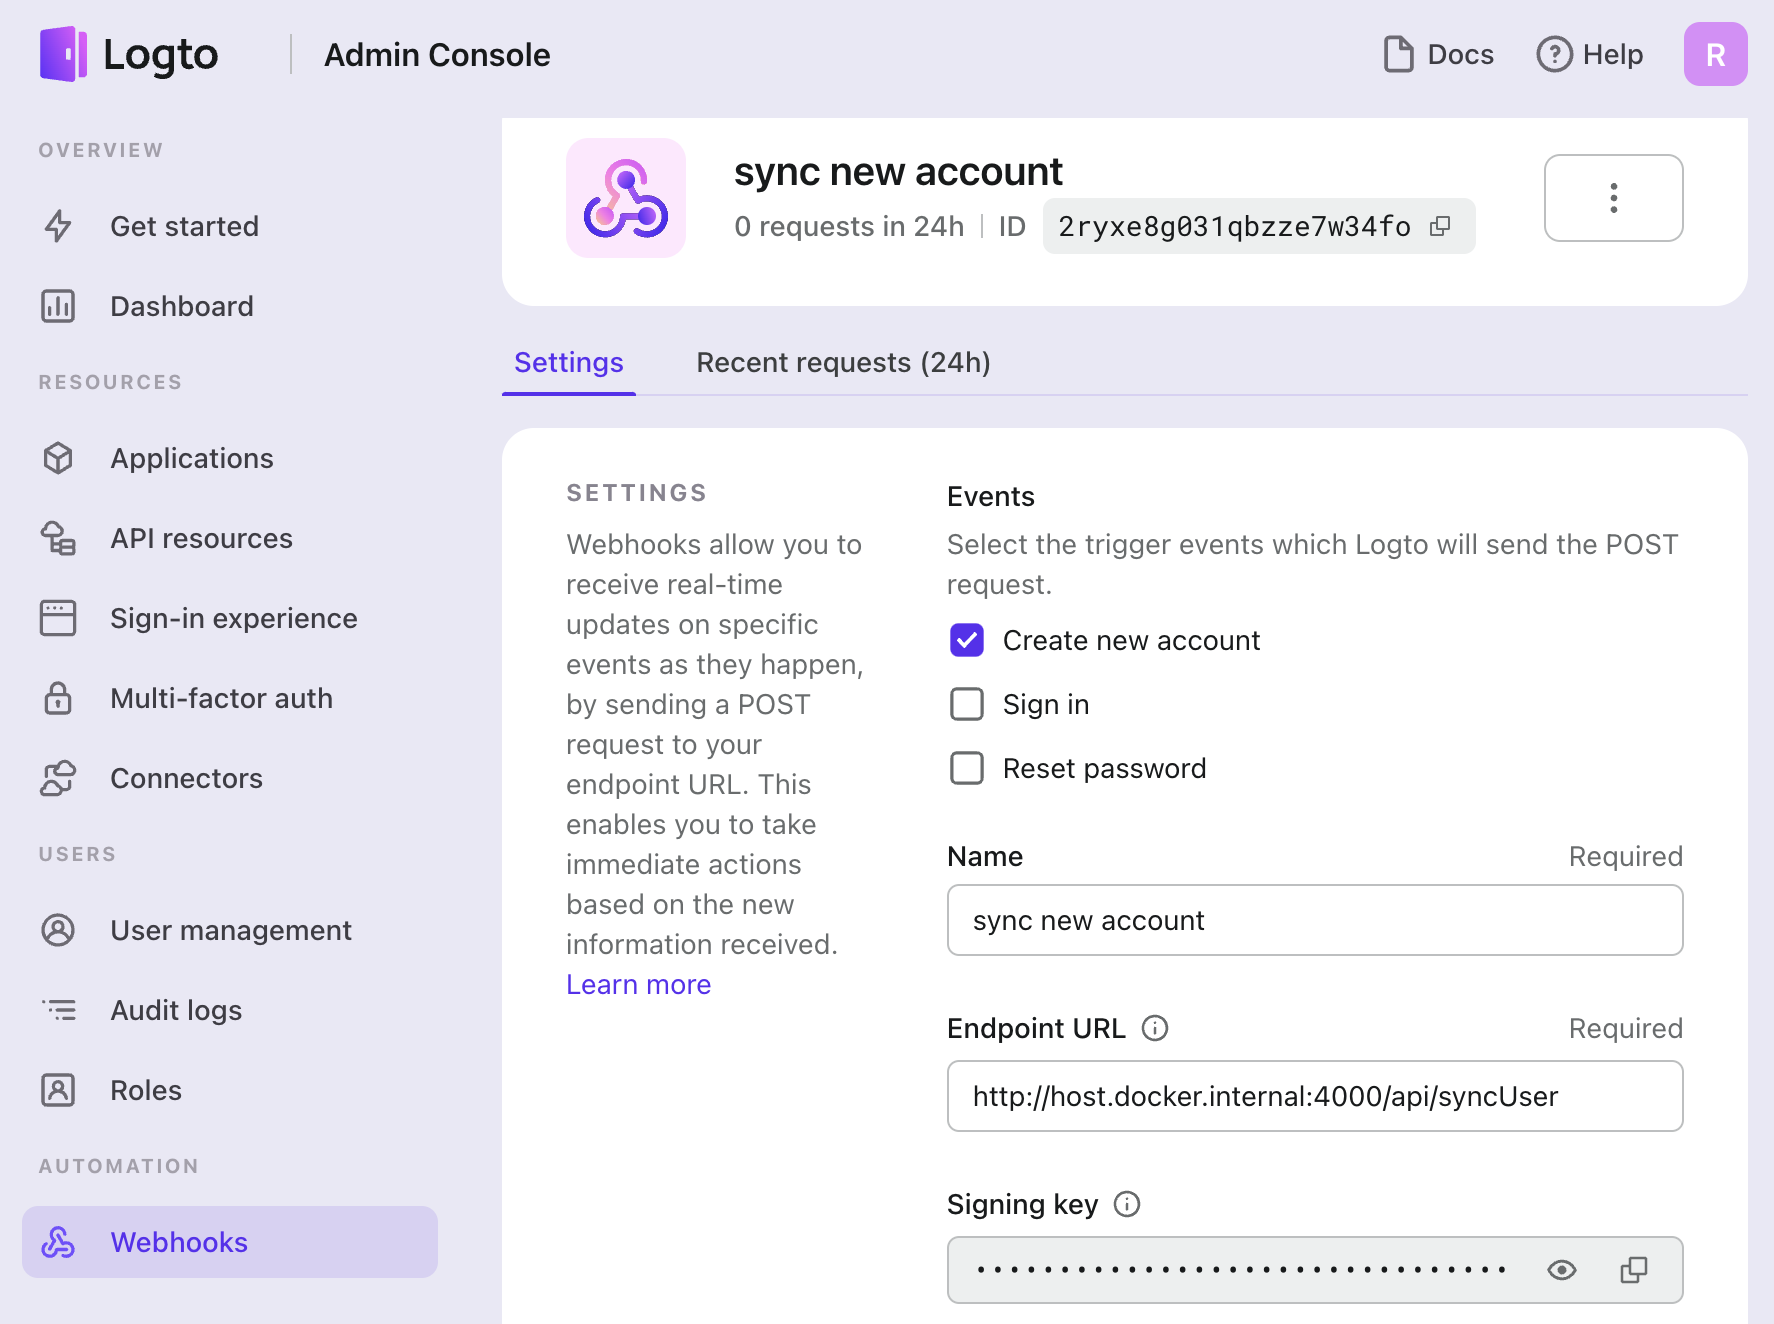 Logto
Admin Console
Docs
Help
R
OVERVIEW
Get started
Dashboard
RESOURCES
Applications
API resources
Sign-in experience
Multi-factor auth
Connectors
USERS
User management
Audit logs
Roles
AUTOMATION
Webhooks
sync new account
0 requests in 24h
ID
2ryxe8g031qbzze7w34fo
Settings
Recent requests (24h)
SETTINGS
Webhooks allow you to
receive real-time
updates on specific
events as they happen,
by sending a POST
request to your
endpoint URL. This
enables you to take
immediate actions
based on the new
information received.
Learn more
Events
Select the trigger events which Logto will send the POST
request.
Create new account
Sign in
Reset password
Name
Required
sync new account
Endpoint URL
Required
http://host.docker.internal:4000/api/syncUser
Signing key